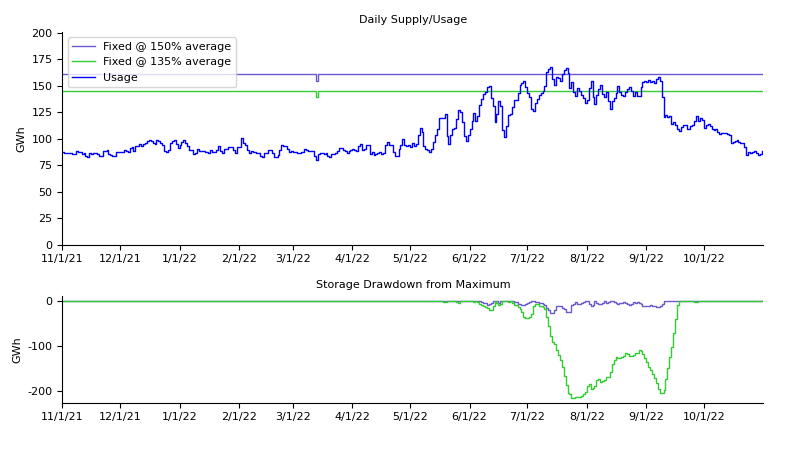 Daily Supply/Usage
200
175
150
125
100
75
50
25
0
GWh
Fixed @ 150% average
Fixed @ 135% average
Usage
11/1/21 12/1/21 1/1/22 2/1/22 3/1/22 4/1/22 5/1/22 6/1/22 7/1/22 8/1/22 9/1/22 10/1/22
Storage Drawdown from Maximum
0
-100
-200
GWh
11/1/21 12/1/21 1/1/22 2/1/22 3/1/22 4/1/22 5/1/22 6/1/22 7/1/22 8/1/22 9/1/22 10/1/22